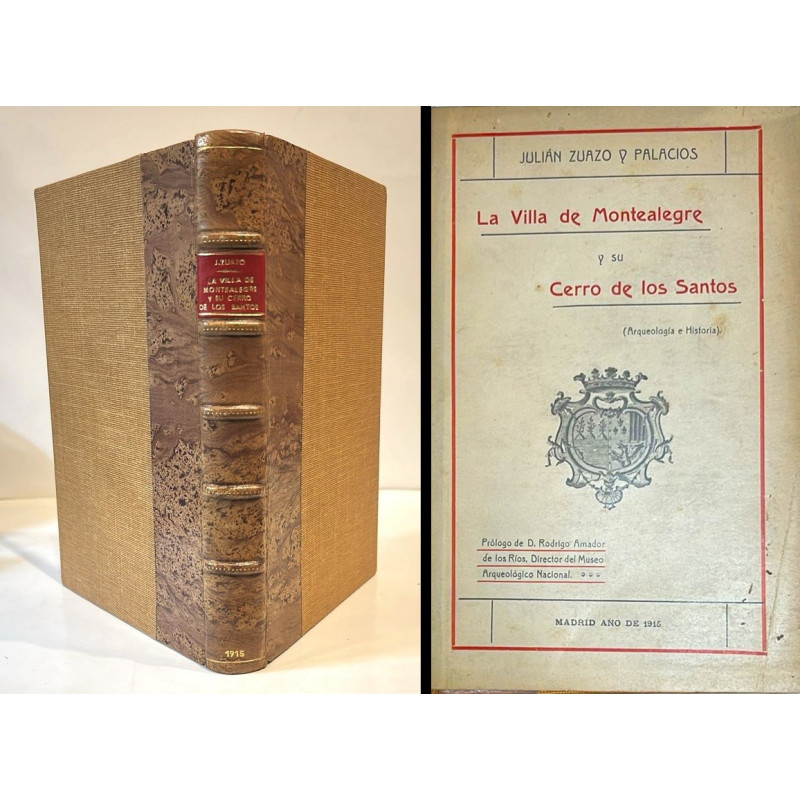 J. ZUAZO
LA VILLA DE
MONTEALEGRE
Y SU CERRO
DE LOS SANTOS
1915
JULIÁN ZUAZO Y PALACIOS
La Villa de Montealegre
y su
Cerro de los Santos
(Arqueología e Historia).
Prólogo de D. Rodrigo Amador
de los Ríos, Director del Museo
Arqueológico Nacional.
MADRID AÑO DE 1915